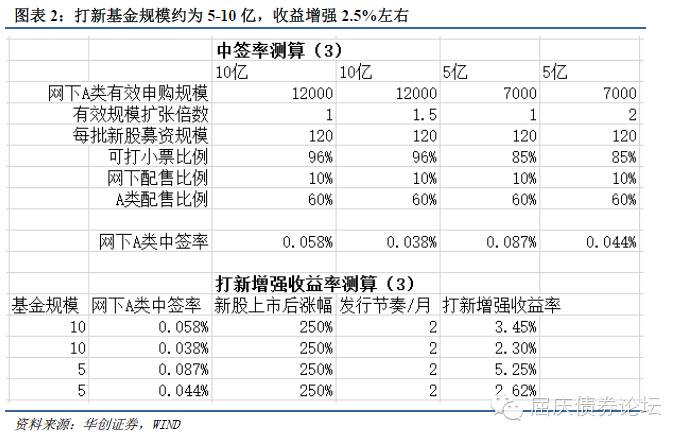 图表 2：打新基金规模约为 5-10 亿，收益增强 2.5%左右
中签率测算（3）
10亿 10亿 5亿 5亿
网下A类有效申购规模 12000 12000 7000 7000
有效规模扩张倍数 1 1.5 1 2
每批新股募资规模 120 120 120 120
可打小票比例 96% 96% 85% 85%
网下配售比例 10% 10% 10% 10%
A类配售比例 60% 60% 60% 60%
网下A类中签率 0.058% 0.038% 0.087% 0.044%
打新增强收益率测算（3）
基金规模 网下A类中签率 新股上市后涨幅 发行节奏/月 打新增强收益率
10 0.058% 250% 2 3.45%
10 0.038% 250% 2 2.30%
5 0.087% 250% 2 5.25%
5 0.044% 250% 2 2.62%
屈庆债券论坛
资料来源：华创证券，WIND